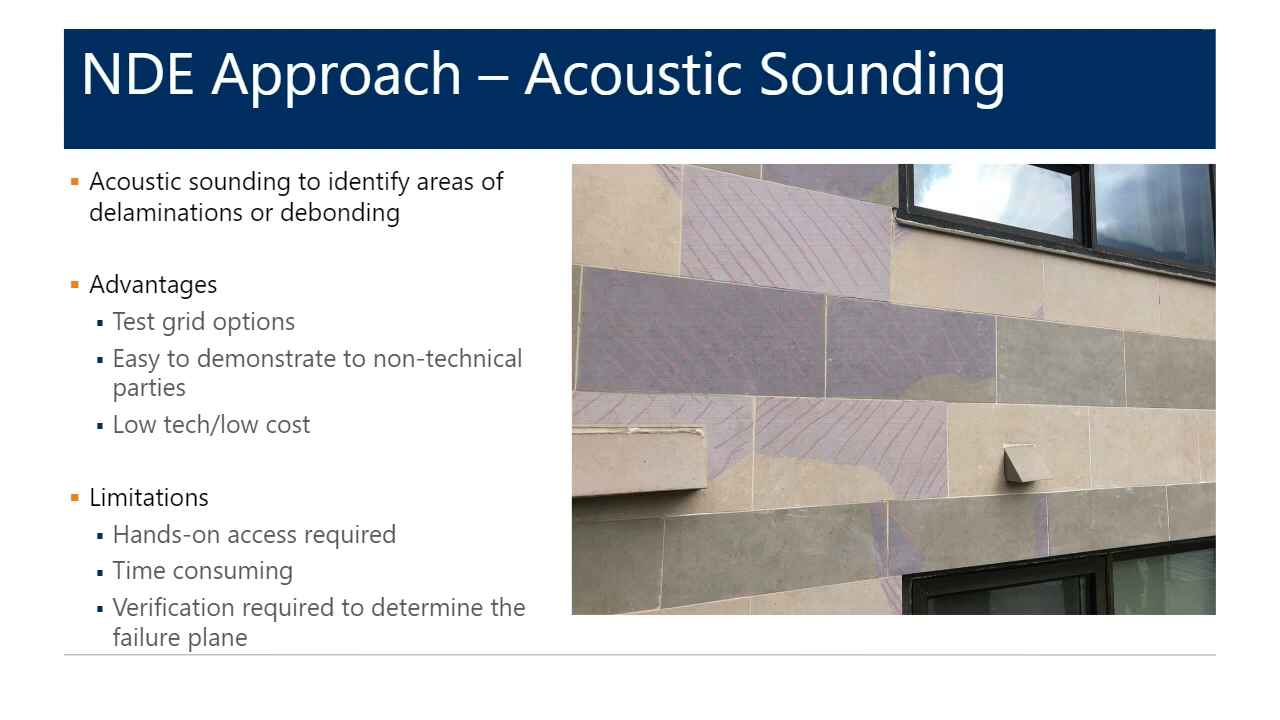 NDE Approach – Acoustic Sounding
▪ Acoustic sounding to identify areas of
delaminations or debonding
▪ Advantages
▪ Test grid options
▪ Easy to demonstrate to non-technical
parties
▪ Low tech/low cost
▪ Limitations
▪ Hands-on access required
▪ Time consuming
▪ Verification required to determine the
failure plane